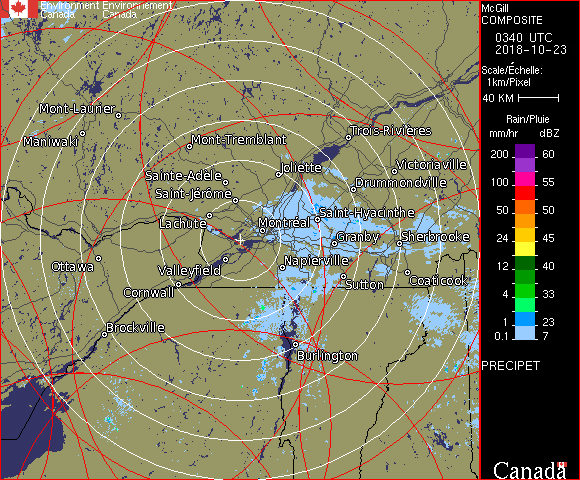 Environment Environnement
Canada Canada
McGill
COMPOSITE
0340 UTC
2018-10-23
Scale/Échelle:
1km/Pixel
40 KM
Rain/Pluie
mm/hr dBZ
200 60
100 55
50 50
24 45
12 40
4 33
2 23
0.1 7
PRECIPET
Canada
Mont-Laurier
Maniwaki
Mont-Tremblant
Trois-Rivières
Joliette
Victoriaville
Sainte-Adèle
Drummondville
Saint-Jérôme
Saint-Hyacinthe
Lachute
Montréal
Granby
Sherbrooke
Ottawa
Valleyfield
Napierville
Cornwall
Sutton
Coaticook
Brockville
Burlington